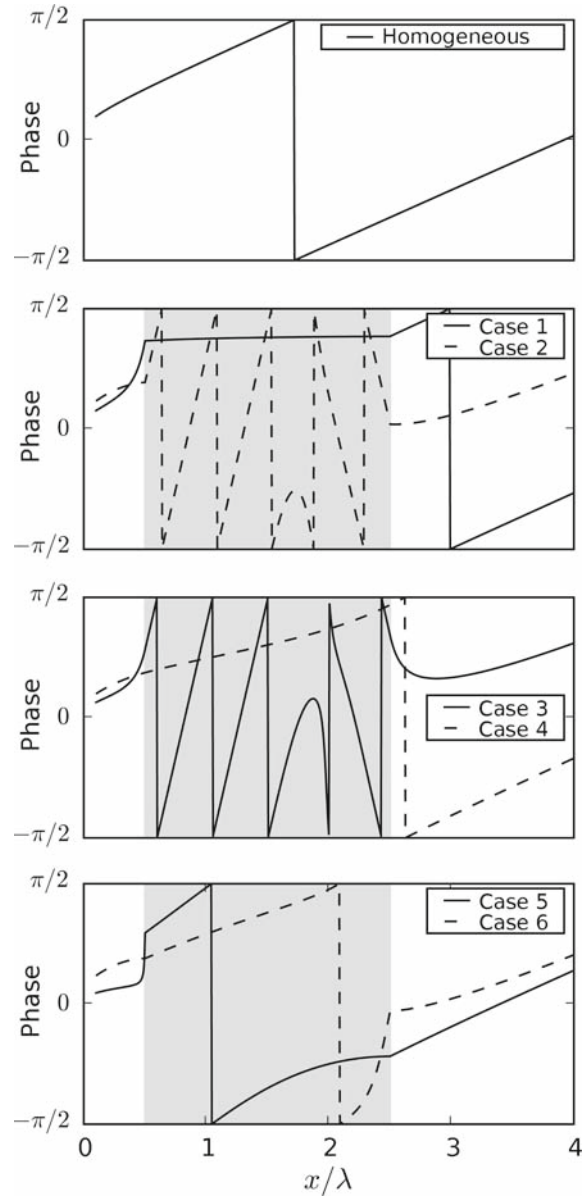 π/2
Homogeneous
Phase
0
−π/2
π/2
Case 1
Case 2
Phase
0
−π/2
π/2
Phase
0
Case 3
Case 4
−π/2
π/2
Case 5
Case 6
Phase
0
−π/2
0 1 2 3 4
x/λ